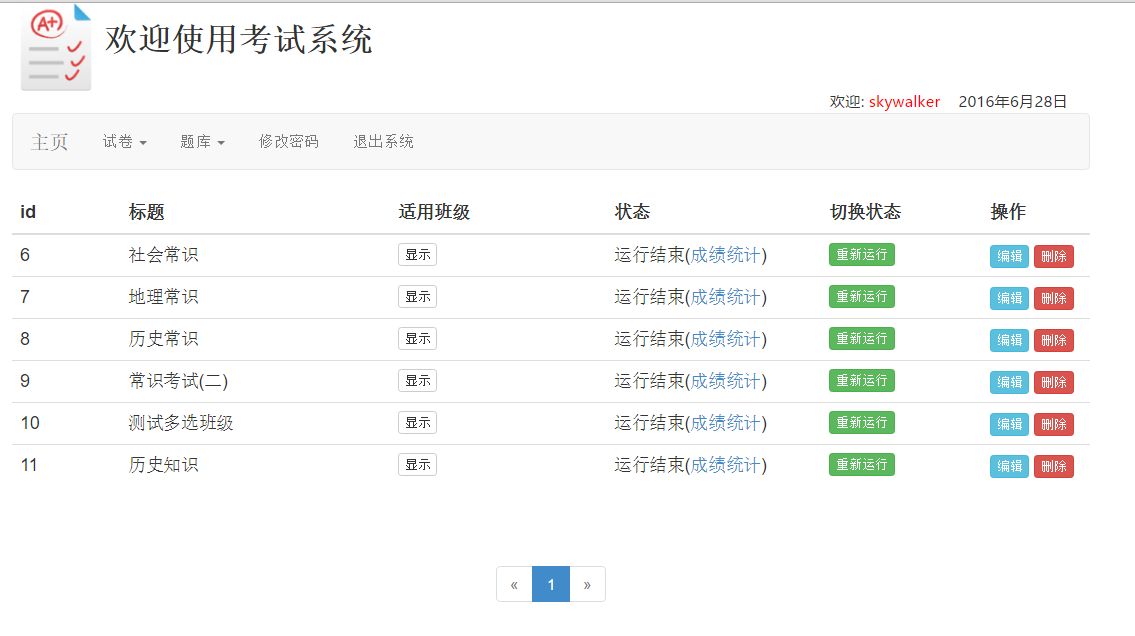 A+
欢迎使用考试系统
欢迎: skywalker 2016年6月28日
主页 试卷 题库 修改密码 退出系统
id 标题 适用班级 状态 切换状态 操作
6 社会常识 显示 运行结束(成绩统计) 重新运行 编辑 删除
7 地理常识 显示 运行结束(成绩统计) 重新运行 编辑 删除
8 历史常识 显示 运行结束(成绩统计) 重新运行 编辑 删除
9 常识考试(二) 显示 运行结束(成绩统计) 重新运行 编辑 删除
10 测试多选班级 显示 运行结束(成绩统计) 重新运行 编辑 删除
11 历史知识 显示 运行结束(成绩统计) 重新运行 编辑 删除
« 1 »